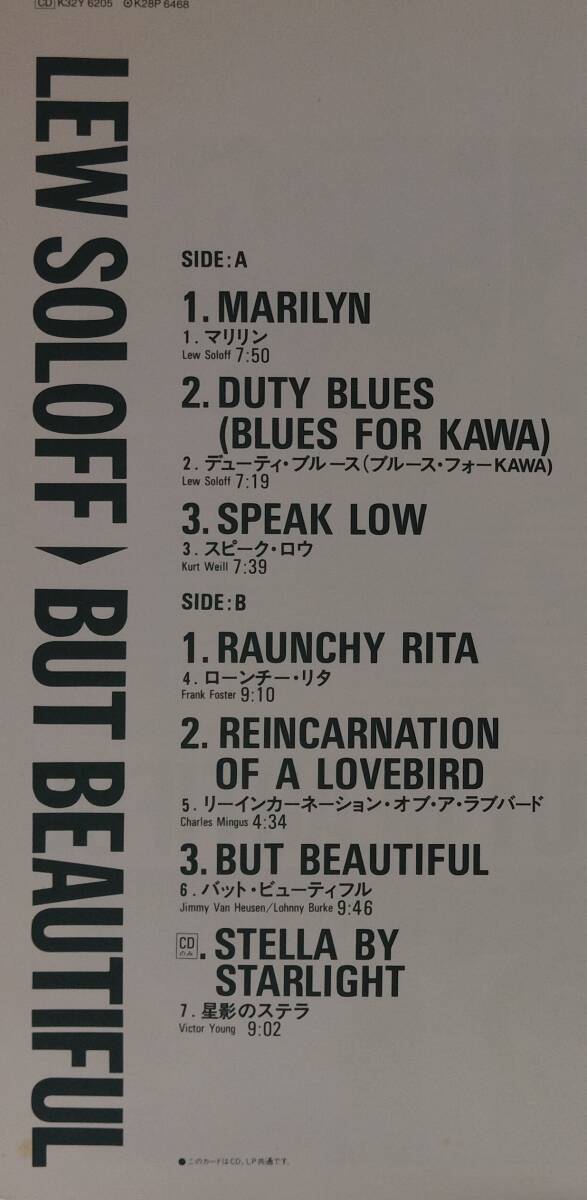 CD K32Y 6205 K28P 6468
LEW SOLOFF ▶ BUT BEAUTIFUL
SIDE:A
1. MARILYN
1. マリリン
Lew Soloff 7:50
2. DUTY BLUES
(BLUES FOR KAWA)
2. デューティ・ブルース(ブルース・フォーKAWA)
Lew Soloff 7:19
3. SPEAK LOW
3. スピーク・ロウ
Kurt Weill 7:39
SIDE:B
1. RAUNCHY RITA
4. ローンチー・リタ
Frank Foster 9:10
2. REINCARNATION
OF A LOVEBIRD
5. リーインカーネーション・オブ・ア・ラブバード
Charles Mingus 4:34
3. BUT BEAUTIFUL
6. バット・ビューティフル
Jimmy Van Heusen/Lohnny Burke 9:46
CDのみ. STELLA BY
STARLIGHT
7. 星影のステラ
Victor Young 9:02
●このカードはCD, LP共通です。